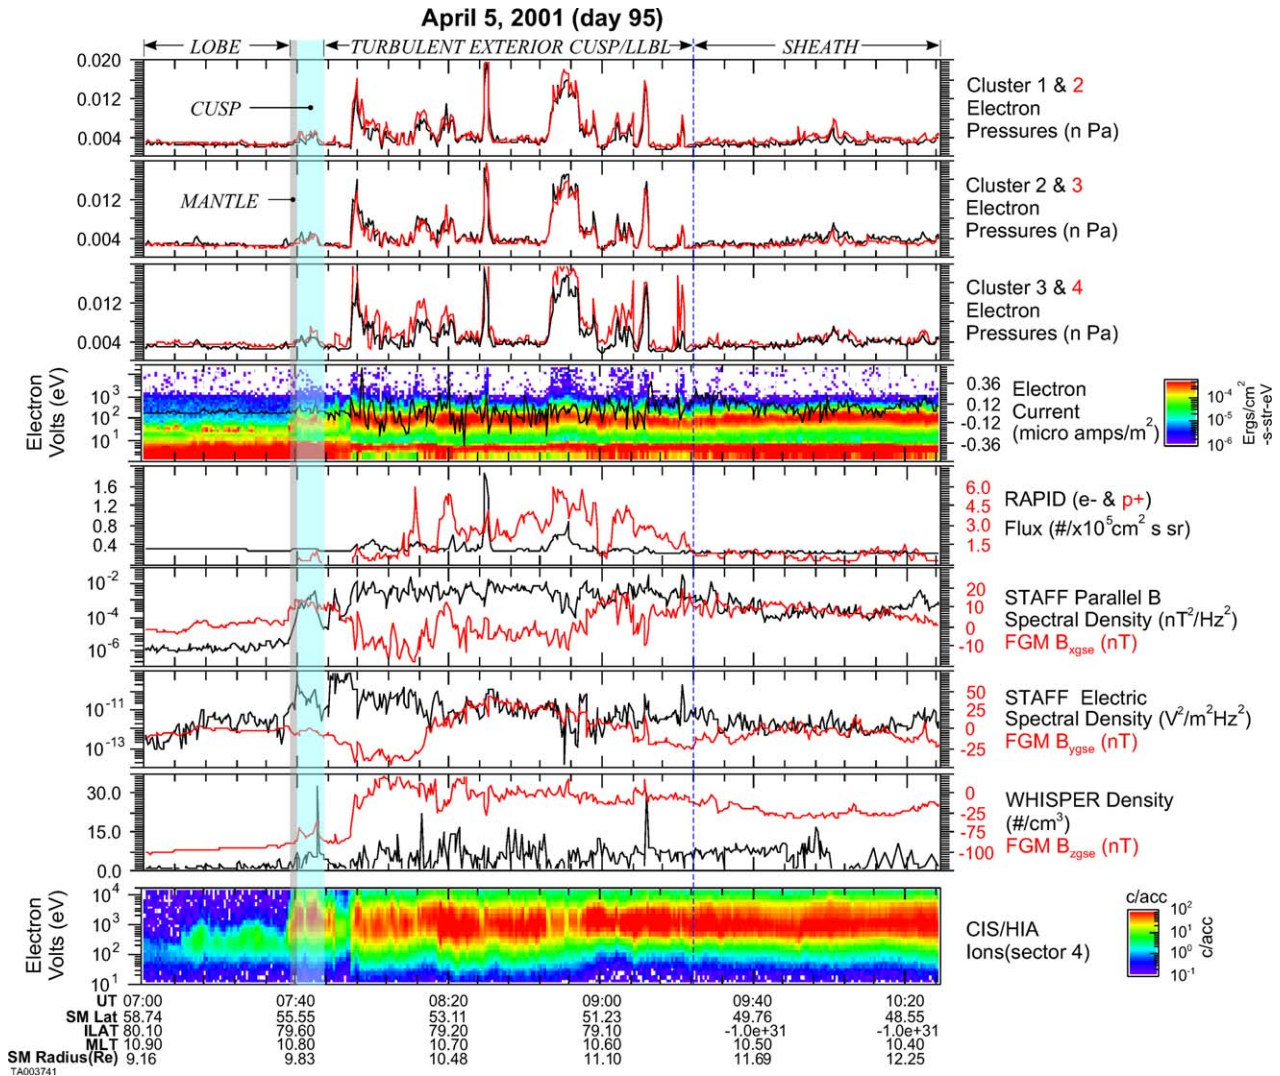 April 5, 2001 (day 95)
LOBE
TURBULENT EXTERIOR CUSP/LLBL
SHEATH
0.020
0.012
0.004
CUSP
Cluster 1 & 2
Electron
Pressures (n Pa)
0.012
0.004
MANTLE
Cluster 2 & 3
Electron
Pressures (n Pa)
0.012
0.004
Cluster 3 & 4
Electron
Pressures (n Pa)
Electron
Volts (eV)
10³
10²
10¹
0.36
0.12
-0.12
-0.36
Electron
Current
(micro amps/m²)
10⁻⁴
10⁻⁵
10⁻⁶
Ergs/cm²
-s-str-eV
1.6
1.2
0.8
0.4
6.0
4.5
3.0
1.5
RAPID (e- & p+)
Flux (#/x10⁵cm² s sr)
10⁻²
10⁻⁴
10⁻⁶
20
10
0
-10
STAFF Parallel B
Spectral Density (nT²/Hz²)
FGM Bxgse (nT)
10⁻¹¹
10⁻¹³
50
25
0
-25
STAFF Electric
Spectral Density (V²/m²Hz²)
FGM Bygse (nT)
30.0
15.0
0.0
0
-25
-75
-100
WHISPER Density
(#/cm³)
FGM Bzgse (nT)
Electron
Volts (eV)
10⁴
10³
10²
10¹
CIS/HIA
Ions(sector 4)
c/acc
10²
10¹
10⁰
10⁻¹
c/acc
UT 07:00 07:40 08:20 09:00 09:40 10:20
SM Lat 58.74 55.55 53.11 51.23 49.76 48.55
ILAT 80.10 79.60 79.20 79.10 -1.0e+31 -1.0e+31
MLT 10.90 10.80 10.70 10.60 10.50 10.40
SM Radius(Re) 9.16 9.83 10.48 11.10 11.69 12.25
TA003741